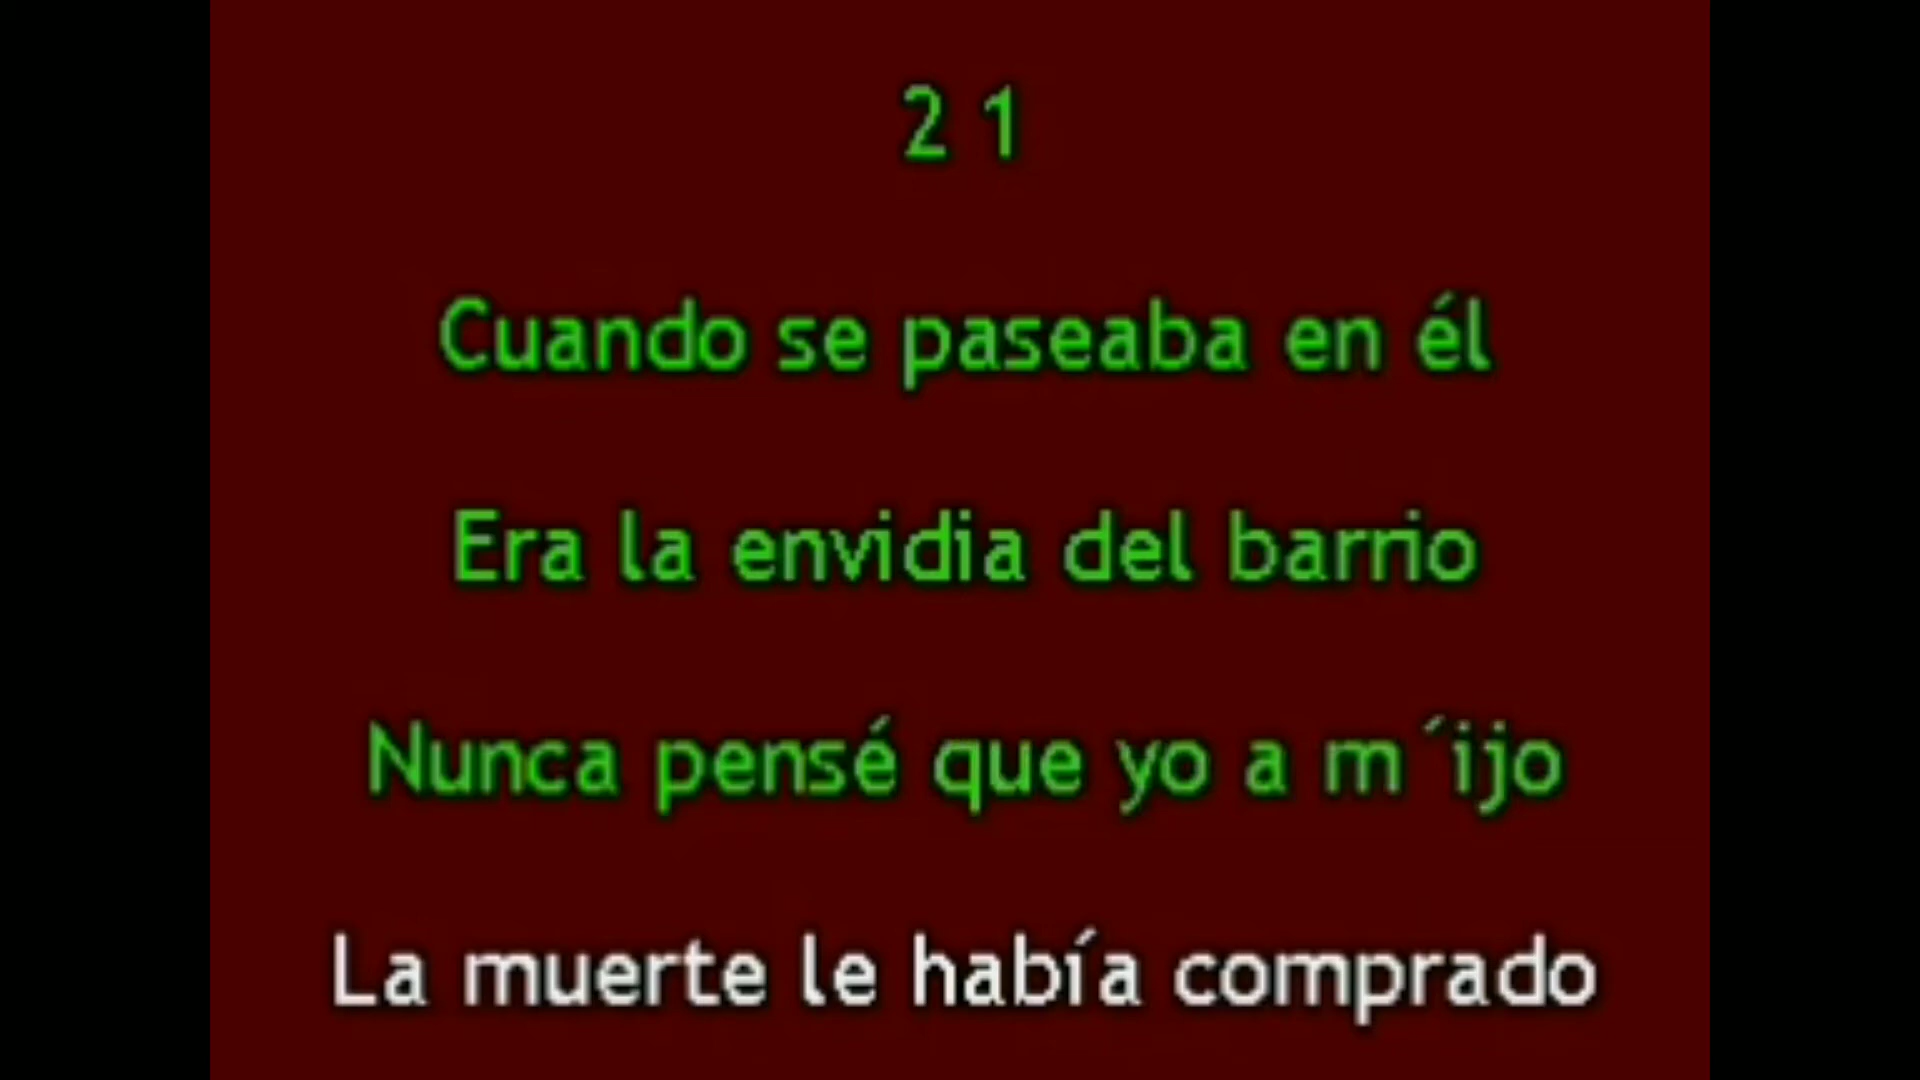 2 1
Cuando se paseaba en él
Era la envidia del barrio
Nunca pensé que yo a m´ijo
La muerte le había comprado